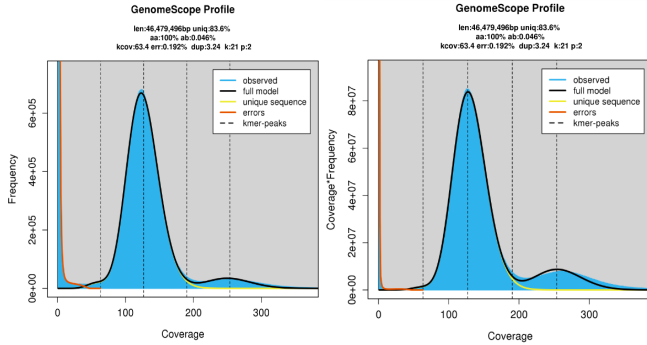 GenomeScope Profile
len:46,479,496bp uniq:83.6%
aa:100% ab:0.046%
kcov:63.4 err:0.192% dup:3.24 k:21 p:2
observed
full model
unique sequence
errors
kmer-peaks
Frequency
0e+00 2e+05 4e+05 6e+05
0 100 200 300
Coverage
GenomeScope Profile
len:46,479,496bp uniq:83.6%
aa:100% ab:0.046%
kcov:63.4 err:0.192% dup:3.24 k:21 p:2
observed
full model
unique sequence
errors
kmer-peaks
Coverage*Frequency
0e+00 2e+07 4e+07 6e+07 8e+07
0 100 200 300
Coverage